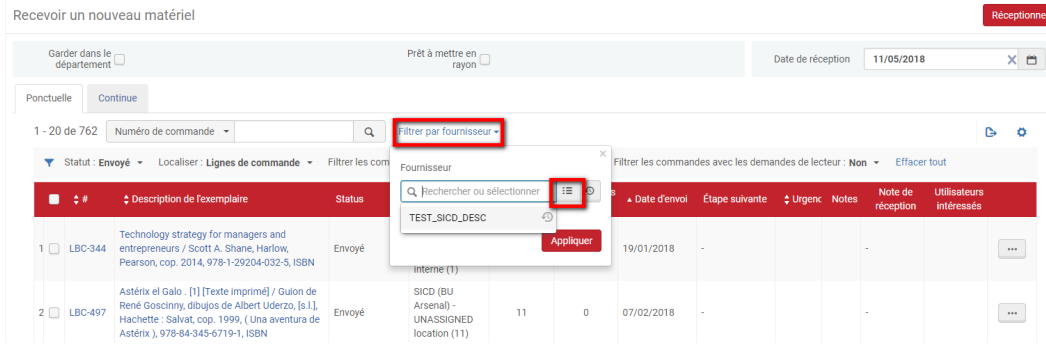 Recevoir un nouveau matériel
Réceptionne
Garder dans le département
Prêt à mettre en rayon
Date de réception 11/05/2018
Ponctuelle Continue
1 - 20 de 762 Numéro de commande Filtrer par fournisseur
Statut : Envoyé Localiser : Lignes de commande Filtrer les com Filtrer les commandes avec les demandes de lecteur : Non Effacer tout
Fournisseur
Rechercher ou sélectionner
TEST_SICD_DESC
Appliquer
# Description de l'exemplaire Status s Date d'envoi Étape suivante Urgenc Notes Note de réception Utilisateurs intéressés
1 LBC-344 Technology strategy for managers and
entrepreneurs / Scott A. Shane, Harlow,
Pearson, cop. 2014, 978-1-29204-032-5, ISBN
Envoyé
interne (1)
19/01/2018 - -
2 LBC-497 Astérix el Galo . [1] [Texte imprimé] / Guion de
René Goscinny, dibujos de Albert Uderzo, [s.l.],
Hachette : Salvat, cop. 1999, ( Una aventura de
Astérix ), 978-84-345-6719-1, ISBN
Envoyé
SICD (BU
Arsenal) -
UNASSIGNED
location (11)
11 0 07/02/2018 - -